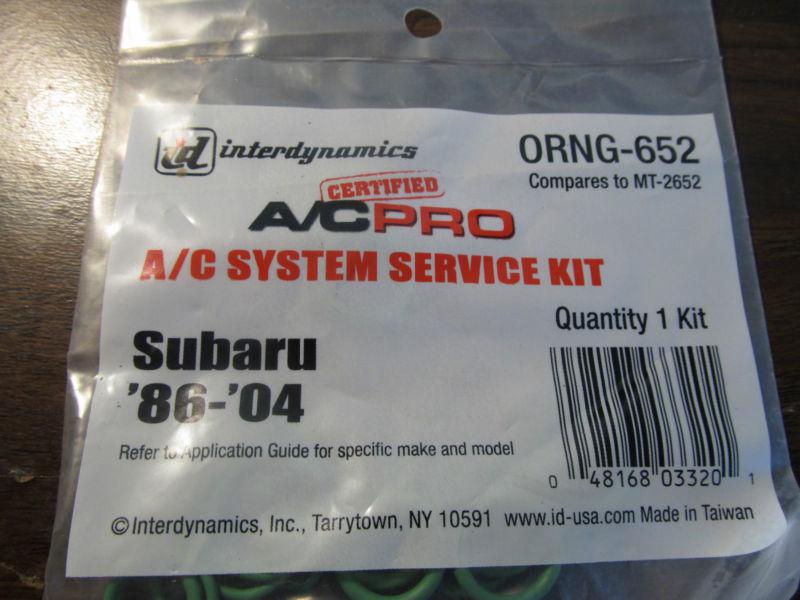 id interdynamics
ORNG-652
Compares to MT-2652
CERTIFIED
A/C PRO
A/C SYSTEM SERVICE KIT
Quantity 1 Kit
Subaru
'86-'04
Refer to Application Guide for specific make and model
0 48168 03320 1
©Interdynamics, Inc., Tarrytown, NY 10591 www.id-usa.com Made in Taiwan